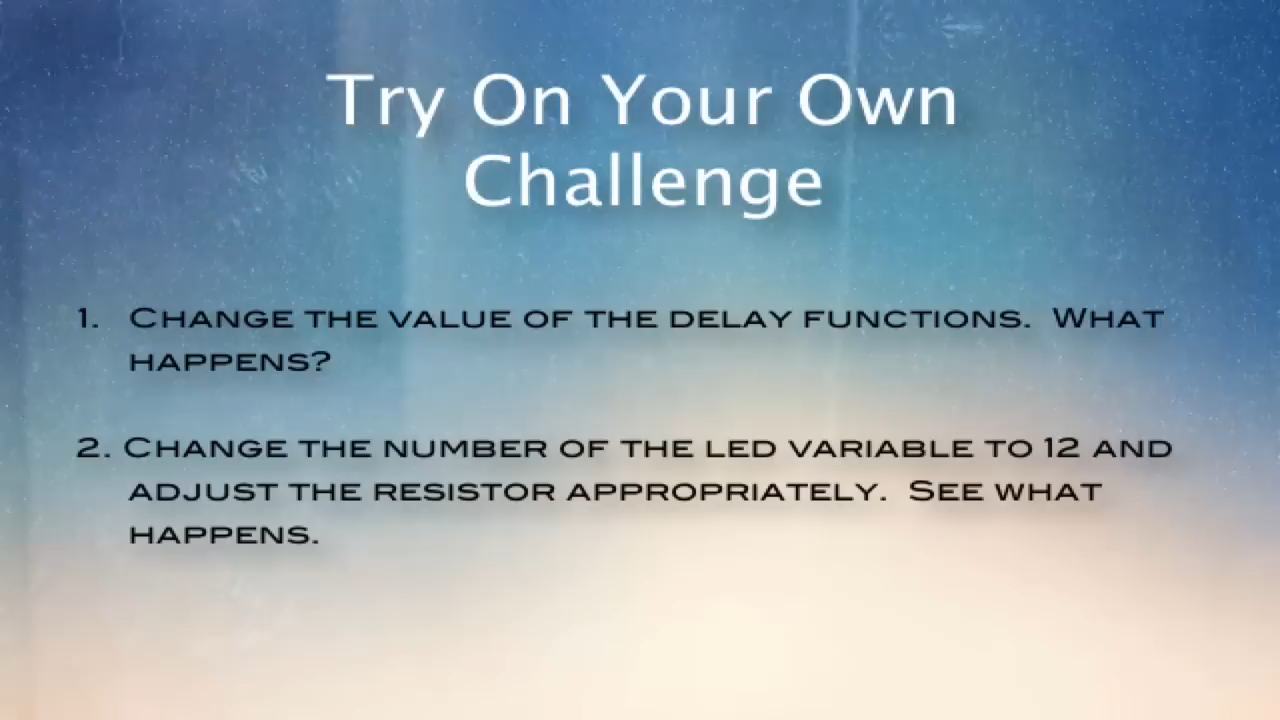 Try On Your Own
Challenge
1. Change the value of the delay functions. What
happens?
2. Change the number of the led variable to 12 and
adjust the resistor appropriately. See what
happens.